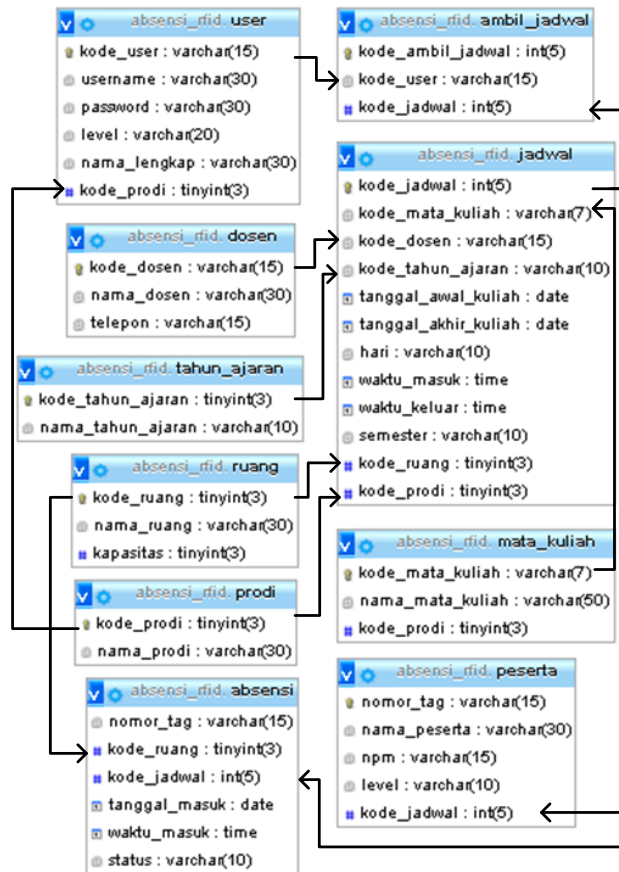 absensi_rfid. user
kode_user : varchar(15)
username : varchar(30)
password : varchar(30)
level : varchar(20)
nama_lengkap : varchar(30)
kode_prodi : tinyint(3)
absensi_rfid. dosen
kode_dosen : varchar(15)
nama_dosen : varchar(30)
telepon : varchar(15)
absensi_rfid. tahun_ajaran
kode_tahun_ajaran : tinyint(3)
nama_tahun_ajaran : varchar(10)
absensi_rfid. ruang
kode_ruang : tinyint(3)
nama_ruang : varchar(30)
kapasitas : tinyint(3)
absensi_rfid. prodi
kode_prodi : tinyint(3)
nama_prodi : varchar(30)
absensi_rfid. absensi
nomor_tag : varchar(15)
kode_ruang : tinyint(3)
kode_jadwal : int(5)
tanggal_masuk : date
waktu_masuk : time
status : varchar(10)
absensi_rfid. ambil_jadwal
kode_ambil_jadwal : int(5)
kode_user : varchar(15)
kode_jadwal : int(5)
absensi_rfid. jadwal
kode_jadwal : int(5)
kode_mata_kuliah : varchar(7)
kode_dosen : varchar(15)
kode_tahun_ajaran : varchar(10)
tanggal_awal_kuliah : date
tanggal_akhir_kuliah : date
hari : varchar(10)
waktu_masuk : time
waktu_keluar : time
semester : varchar(10)
kode_ruang : tinyint(3)
kode_prodi : tinyint(3)
absensi_rfid. mata_kuliah
kode_mata_kuliah : varchar(7)
nama_mata_kuliah : varchar(50)
kode_prodi : tinyint(3)
absensi_rfid. peserta
nomor_tag : varchar(15)
nama_peserta : varchar(30)
npm : varchar(15)
level : varchar(10)
kode_jadwal : int(5)